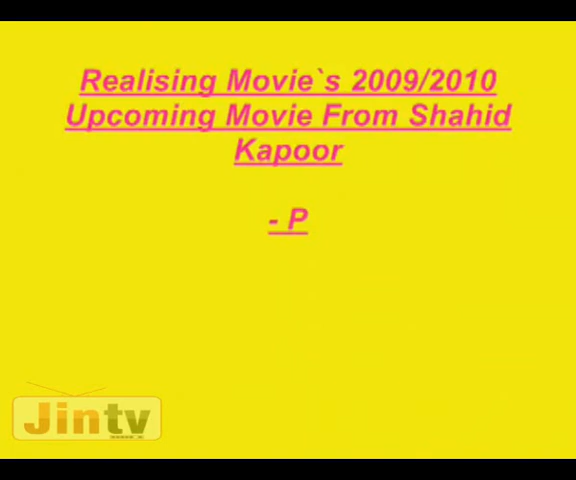 Realising Movie`s 2009/2010
Upcoming Movie From Shahid
Kapoor
- P
Jintv